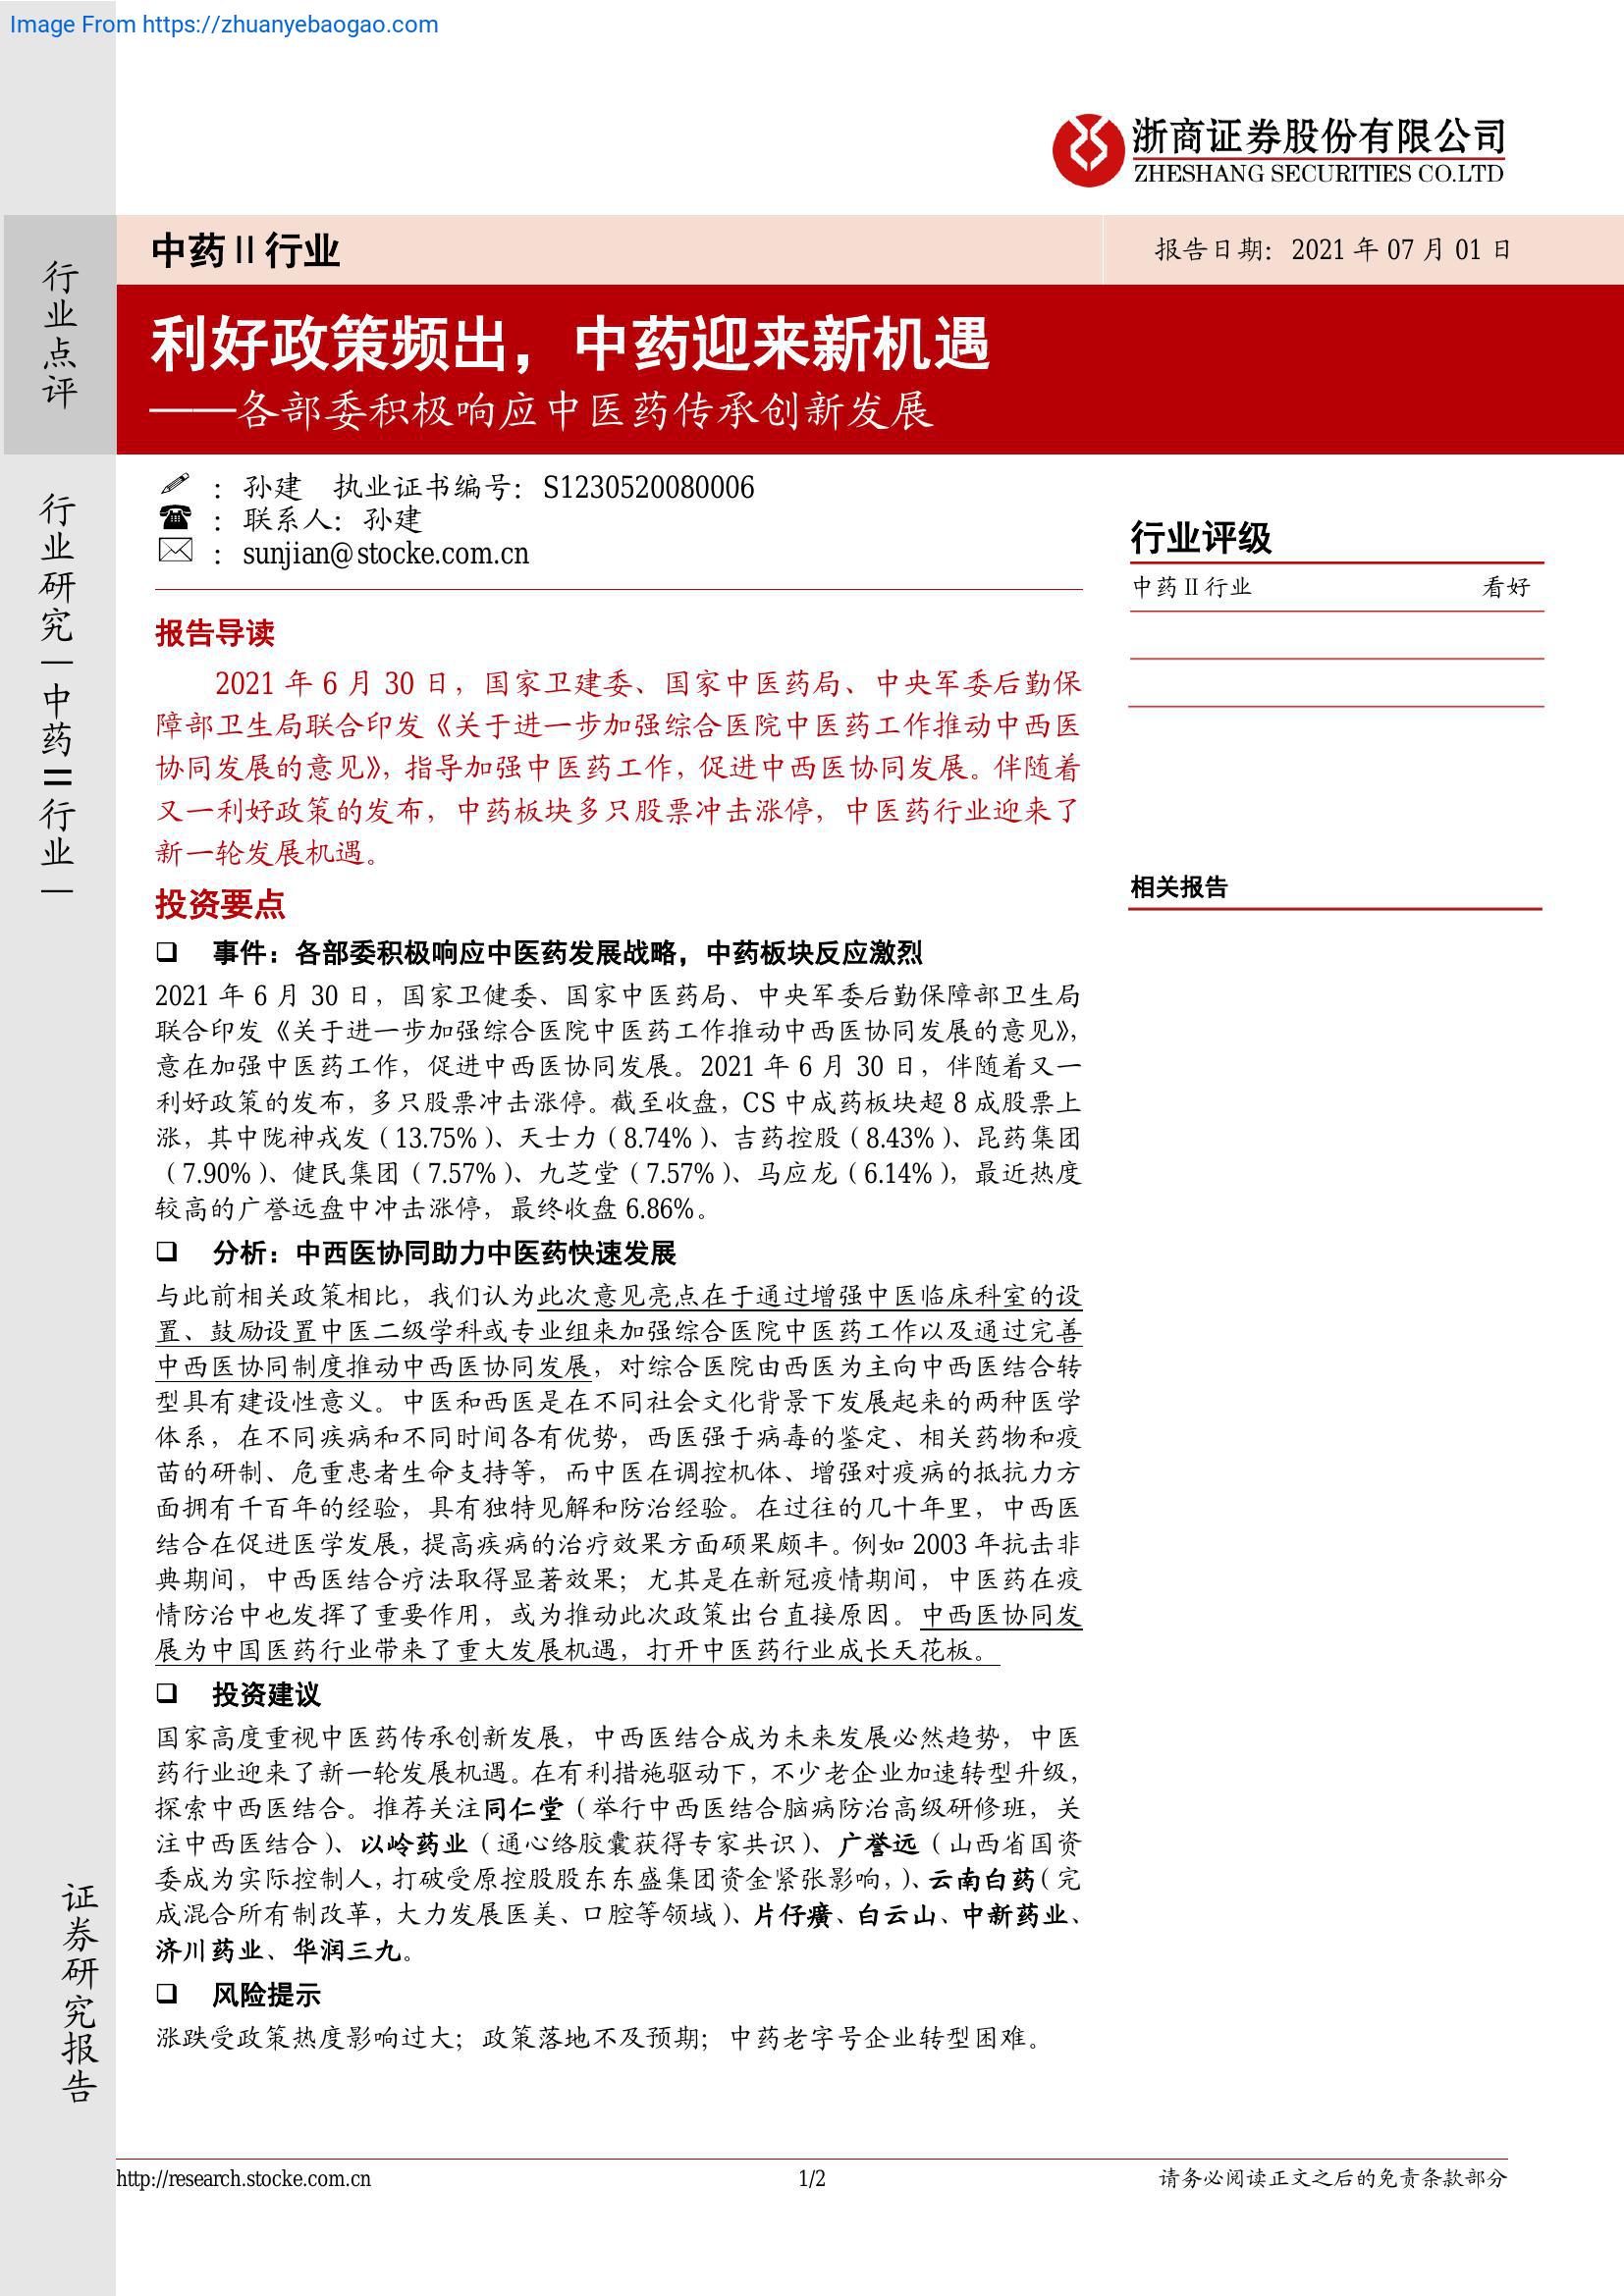 Image From https://zhuanyebaogao.com
浙商证券股份有限公司
ZHESHANG SECURITIES CO.LTD
中药II行业
报告日期：2021 年 07 月 01 日
利好政策频出，中药迎来新机遇
——各部委积极响应中医药传承创新发展
行业点评
行业研究|中药II行业|
证券研究报告
：孙建 执业证书编号：S1230520080006
：联系人：孙建
：sunjian@stocke.com.cn
行业评级
中药II行业 看好
相关报告
报告导读
2021 年 6 月 30 日，国家卫建委、国家中医药局、中央军委后勤保
障部卫生局联合印发《关于进一步加强综合医院中医药工作推动中西医
协同发展的意见》，指导加强中医药工作，促进中西医协同发展。伴随着
又一利好政策的发布，中药板块多只股票冲击涨停，中医药行业迎来了
新一轮发展机遇。
投资要点
❑ 事件：各部委积极响应中医药发展战略，中药板块反应激烈
2021 年 6 月 30 日，国家卫健委、国家中医药局、中央军委后勤保障部卫生局
联合印发《关于进一步加强综合医院中医药工作推动中西医协同发展的意见》，
意在加强中医药工作，促进中西医协同发展。2021 年 6 月 30 日，伴随着又一
利好政策的发布，多只股票冲击涨停。截至收盘，CS 中成药板块超 8 成股票上
涨，其中陇神戎发（13.75%）、天士力（8.74%）、吉药控股（8.43%）、昆药集团
（7.90%）、健民集团（7.57%）、九芝堂（7.57%）、马应龙（6.14%），最近热度
较高的广誉远盘中冲击涨停，最终收盘 6.86%。
❑ 分析：中西医协同助力中医药快速发展
与此前相关政策相比，我们认为此次意见亮点在于通过增强中医临床科室的设
置、鼓励设置中医二级学科或专业组来加强综合医院中医药工作以及通过完善
中西医协同制度推动中西医协同发展，对综合医院由西医为主向中西医结合转
型具有建设性意义。中医和西医是在不同社会文化背景下发展起来的两种医学
体系，在不同疾病和不同时间各有优势，西医强于病毒的鉴定、相关药物和疫
苗的研制、危重患者生命支持等，而中医在调控机体、增强对疫病的抵抗力方
面拥有千百年的经验，具有独特见解和防治经验。在过往的几十年里，中西医
结合在促进医学发展，提高疾病的治疗效果方面硕果颇丰。例如 2003 年抗击非
典期间，中西医结合疗法取得显著效果；尤其是在新冠疫情期间，中医药在疫
情防治中也发挥了重要作用，或为推动此次政策出台直接原因。中西医协同发
展为中国医药行业带来了重大发展机遇，打开中医药行业成长天花板。
❑ 投资建议
国家高度重视中医药传承创新发展，中西医结合成为未来发展必然趋势，中医
药行业迎来了新一轮发展机遇。在有利措施驱动下，不少老企业加速转型升级，
探索中西医结合。推荐关注同仁堂（举行中西医结合脑病防治高级研修班，关
注中西医结合）、以岭药业（通心络胶囊获得专家共识）、广誉远（山西省国资
委成为实际控制人，打破受原控股股东东盛集团资金紧张影响，）、云南白药（完
成混合所有制改革，大力发展医美、口腔等领域）、片仔癀、白云山、中新药业、
济川药业、华润三九。
❑ 风险提示
涨跌受政策热度影响过大；政策落地不及预期；中药老字号企业转型困难。
http://research.stocke.com.cn
1/2
请务必阅读正文之后的免责条款部分